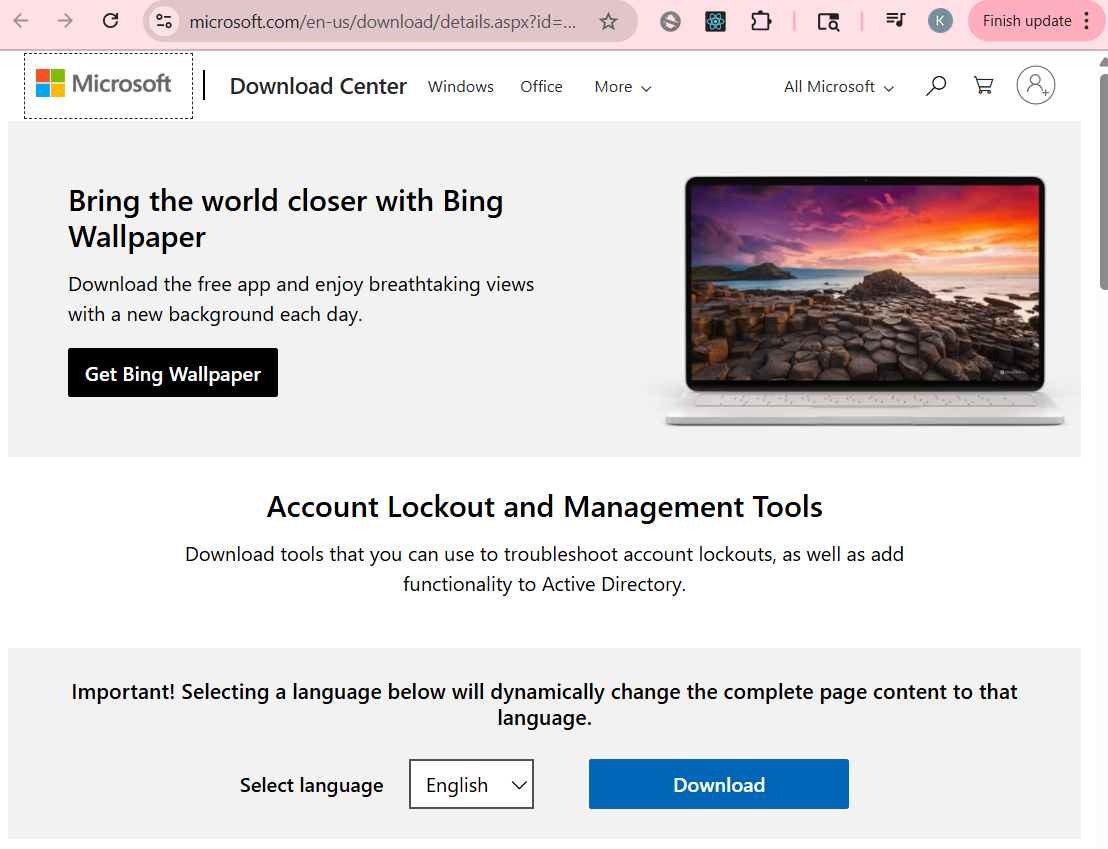 microsoft.com/en-us/download/details.aspx?id=...
K
Finish update
Microsoft
Download Center
Windows
Office
More
All Microsoft
Bring the world closer with Bing
Wallpaper
Download the free app and enjoy breathtaking views
with a new background each day.
Get Bing Wallpaper
Account Lockout and Management Tools
Download tools that you can use to troubleshoot account lockouts, as well as add
functionality to Active Directory.
Important! Selecting a language below will dynamically change the complete page content to that
language.
Select language
English
Download